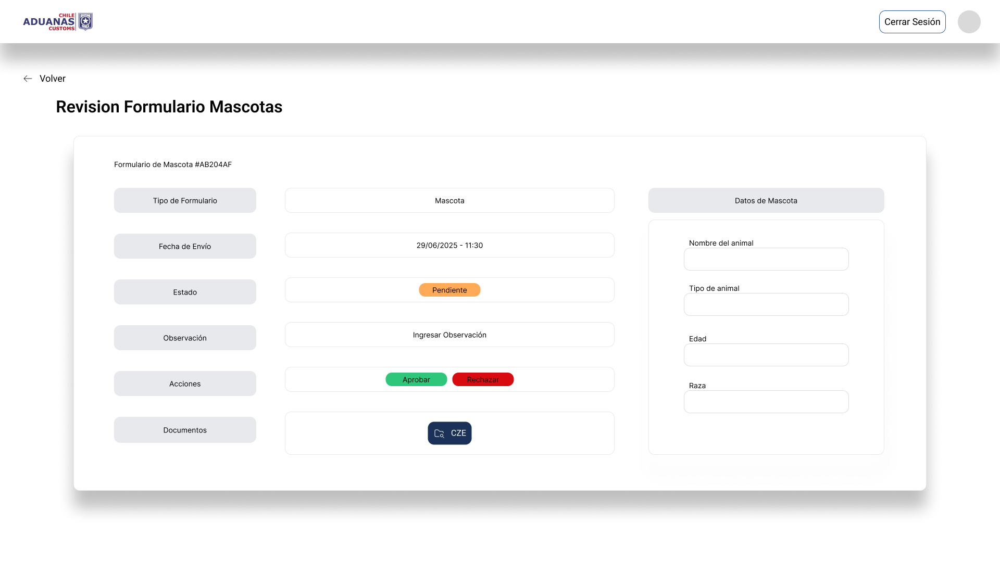 CHILE
ADUANAS
CUSTOMS
Cerrar Sesión
Volver
Revision Formulario Mascotas
Formulario de Mascota #AB204AF
Tipo de Formulario
Mascota
Fecha de Envío
29/06/2025 - 11:30
Estado
Pendiente
Observación
Ingresar Observación
Acciones
Aprobar
Rechazar
Documentos
CZE
Datos de Mascota
Nombre del animal
Tipo de animal
Edad
Raza